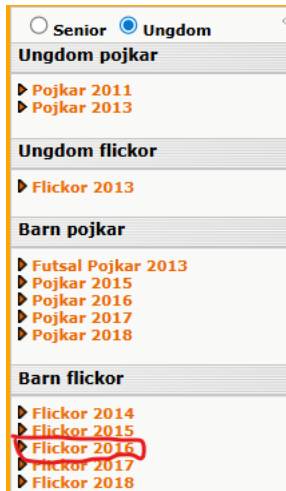 Senior Ungdom
Ungdom pojkar
Pojkar 2011
Pojkar 2013
Ungdom flickor
Flickor 2013
Barn pojkar
Futsal Pojkar 2013
Pojkar 2015
Pojkar 2016
Pojkar 2017
Pojkar 2018
Barn flickor
Flickor 2014
Flickor 2015
Flickor 2016
Flickor 2017
Flickor 2018